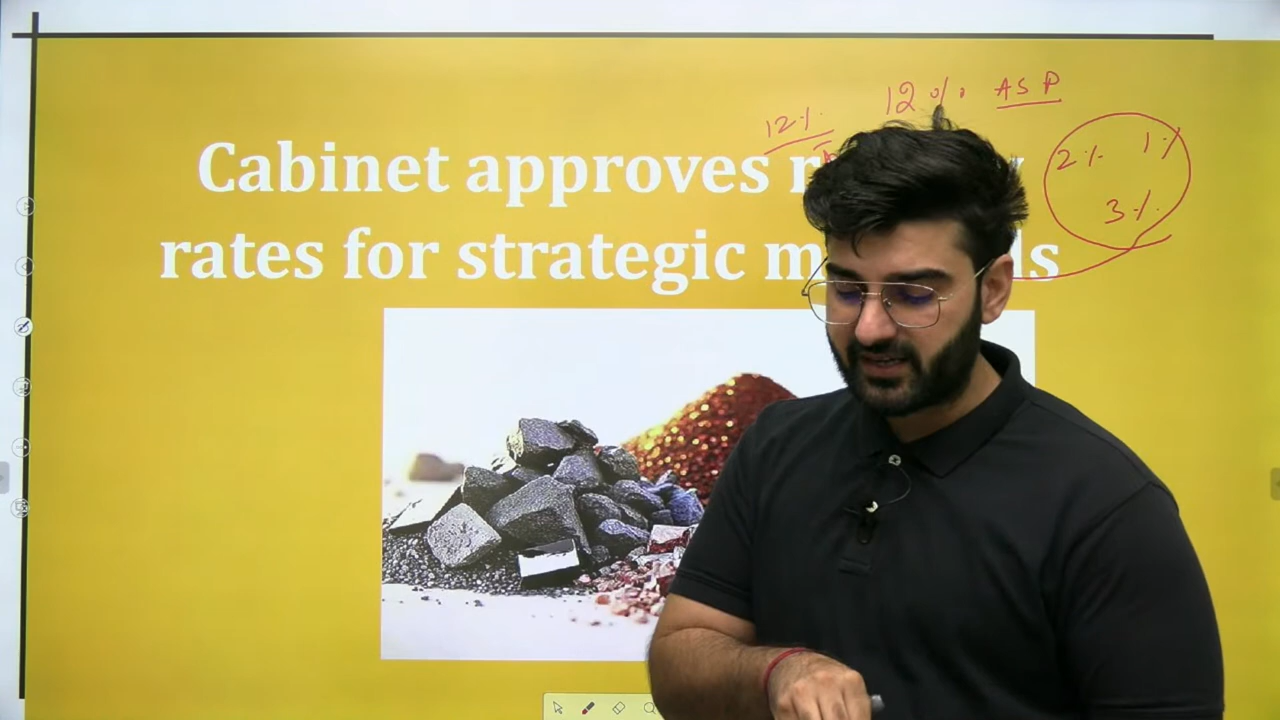 12% ASP
12%
2% 1%
3%
Cabinet approves
rates for strategic